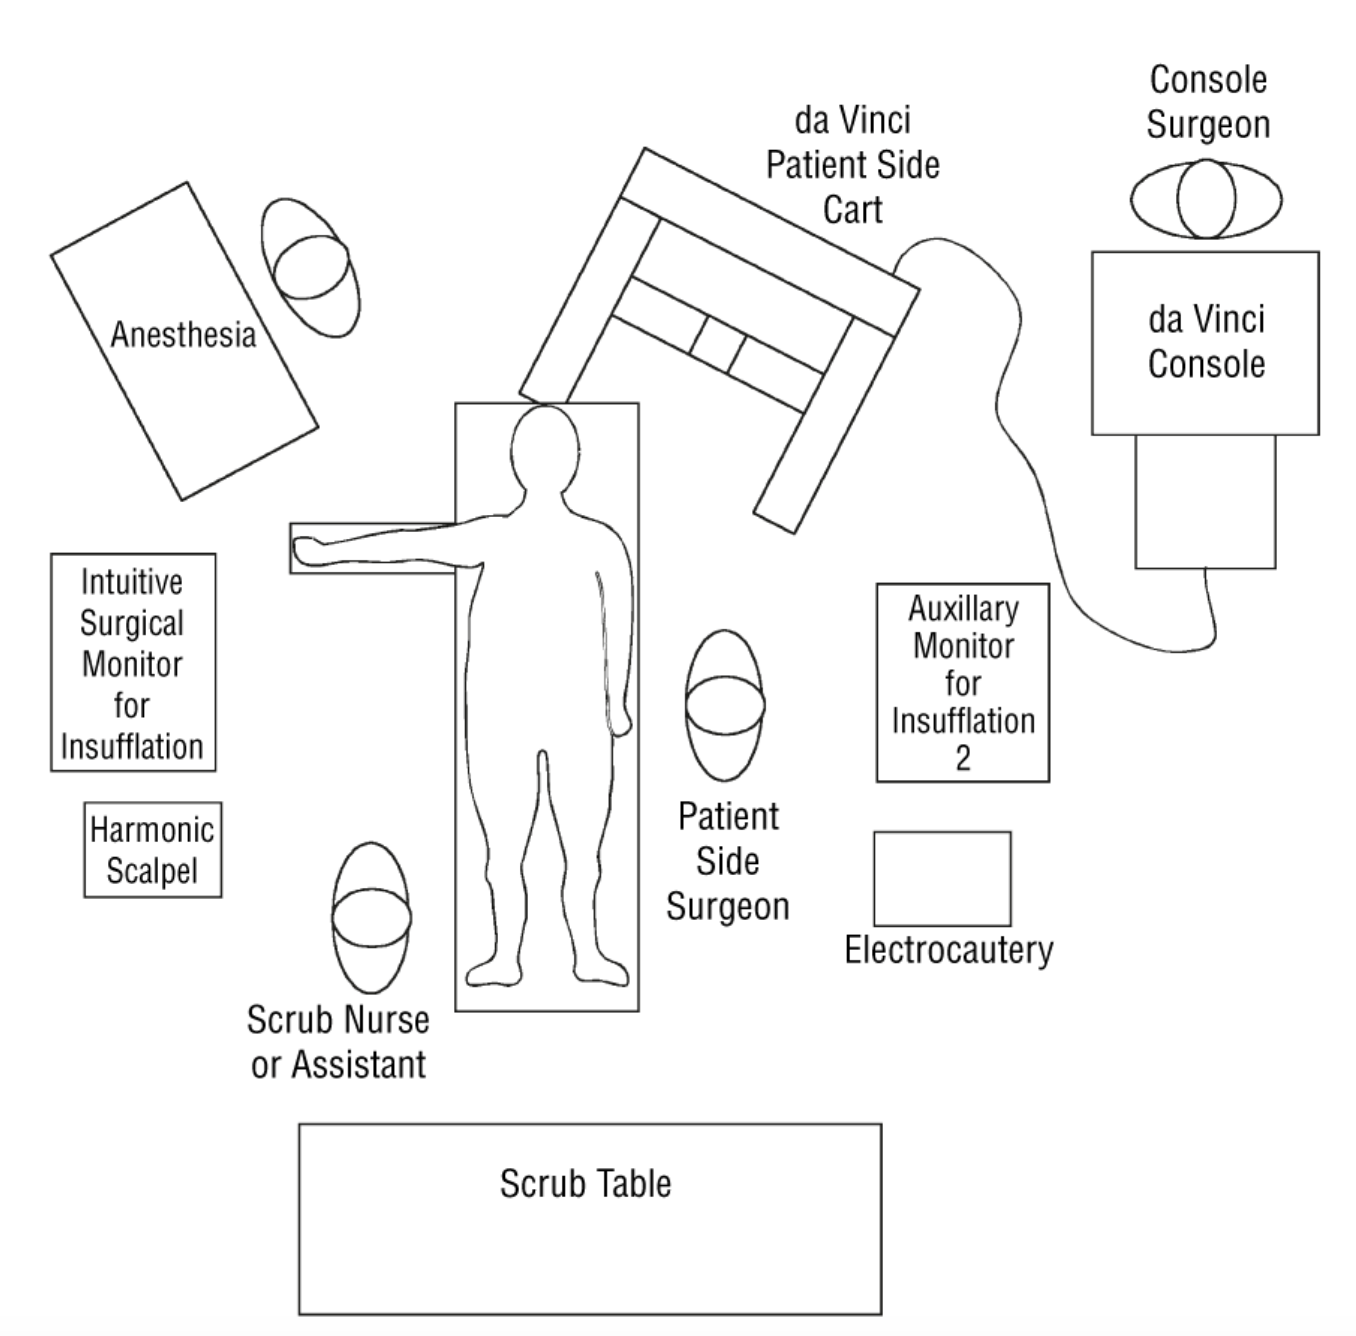 Console
Surgeon
da Vinci
Patient Side
Cart
Anesthesia
da Vinci
Console
Intuitive
Surgical
Monitor
for
Insufflation
Auxillary
Monitor
for
Insufflation
2
Harmonic
Scalpel
Patient
Side
Surgeon
Electrocautery
Scrub Nurse
or Assistant
Scrub Table